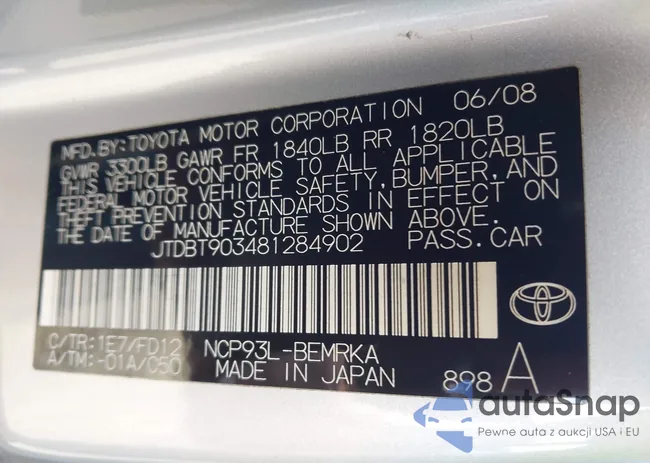 MFD.BY:TOYOTA MOTOR CORPORATION 06/08
GVWR 3300LB GAWR FR 1840LB RR 1820LB
THIS VEHICLE CONFORMS TO ALL APPLICABLE
FEDERAL MOTOR VEHICLE SAFETY,BUMPER,AND
THEFT PREVENTION STANDARDS IN EFFECT ON
THE DATE OF MANUFACTURE SHOWN ABOVE.
JTDBT903481284902 PASS.CAR
C/TR:1E7/FD12 NCP93L-BEMRKA
A/TM:-01A/C50 MADE IN JAPAN 898 A
autoSnap
Pewne auta z aukcji USA i EU